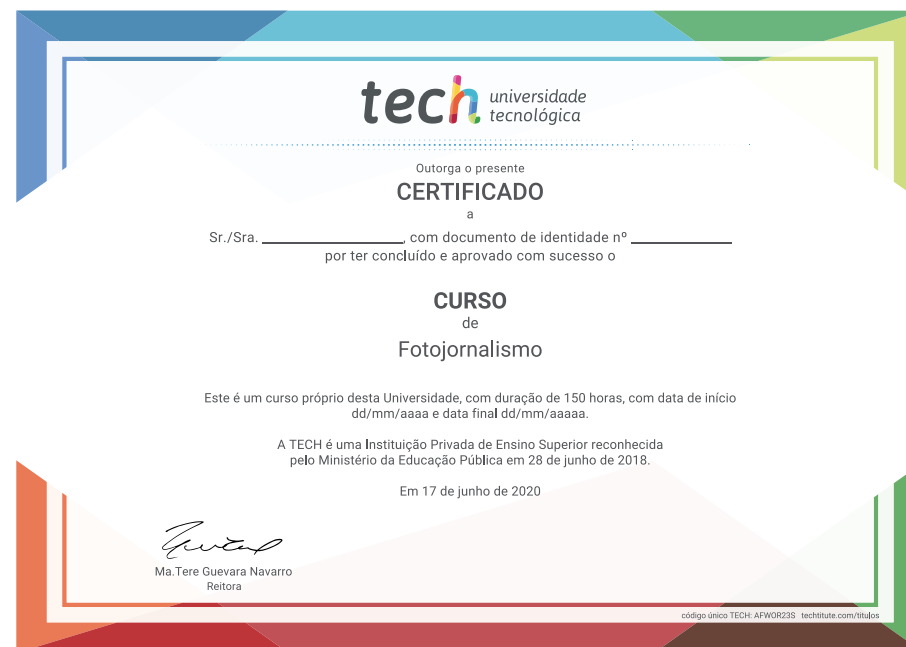 tech universidade
tecnológica
Outorga o presente
CERTIFICADO
a
Sr./Sra. ________________, com documento de identidade nº ____________
por ter concluído e aprovado com sucesso o
CURSO
de
Fotojornalismo
Este é um curso próprio desta Universidade, com duração de 150 horas, com data de início
dd/mm/aaaa e data final dd/mm/aaaaa.
A TECH é uma Instituição Privada de Ensino Superior reconhecida
pelo Ministério da Educação Pública em 28 de junho de 2018.
Em 17 de junho de 2020
Ma.Tere Guevara Navarro
Reitora
código único TECH: AFWOR23S techtitute.com/titulos